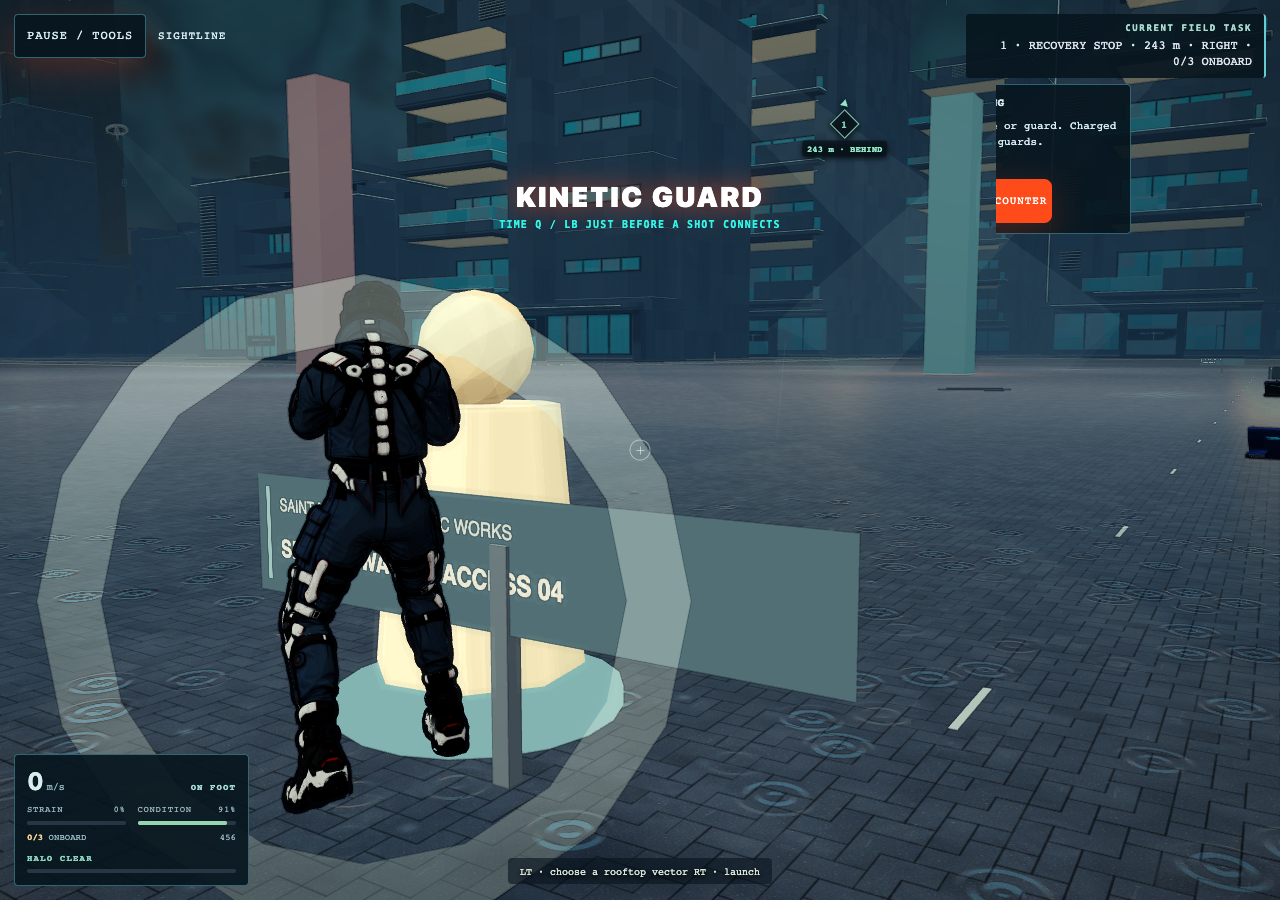 PAUSE / TOOLS
SIGHTLINE
CURRENT FIELD TASK
1 · RECOVERY STOP · 243 m · RIGHT ·
0/3 ONBOARD
or guard. Charged
guards.
COUNTER
1
243 m · BEHIND
KINETIC GUARD
TIME Q / LB JUST BEFORE A SHOT CONNECTS
WORKS
ACCESS 04
0 m/s
ON FOOT
STRAIN 0% CONDITION 91%
0/3 ONBOARD 456
HALO CLEAR
LT · choose a rooftop vector RT · launch